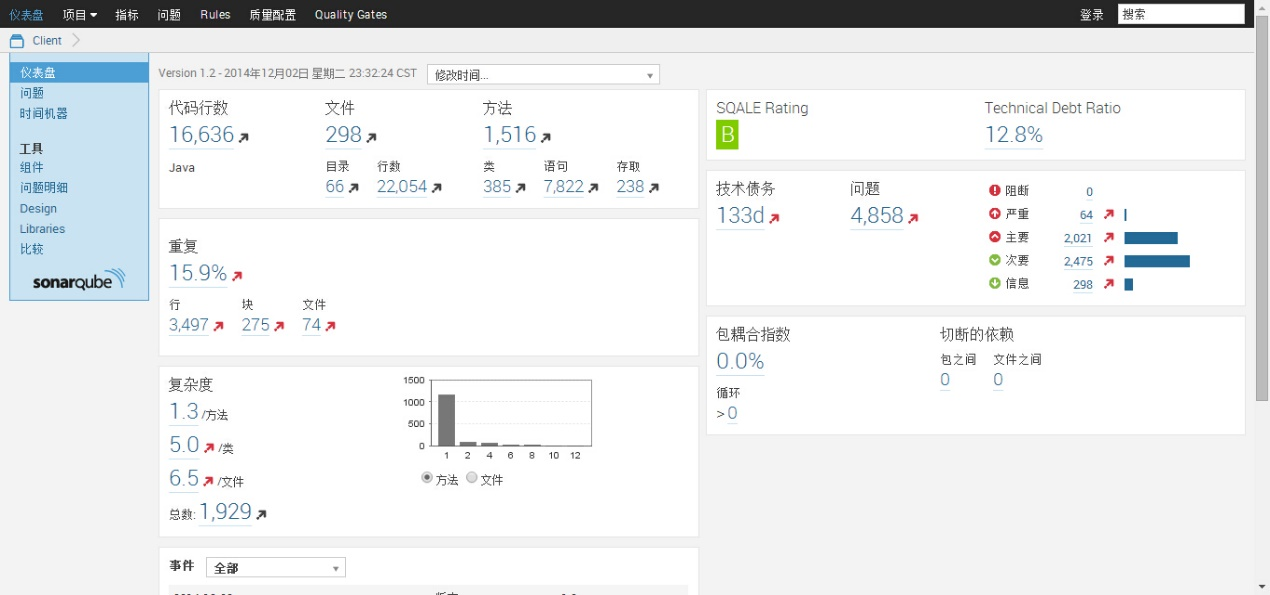 仪表盘 项目 指标 问题 Rules 质量配置 Quality Gates 登录 搜索
Client
仪表盘
问题
时间机器
工具
组件
问题明细
Design
Libraries
比较
sonarqube
Version 1.2 - 2014年12月02日 星期二 23:32:24 CST 修改时间...
代码行数 文件 方法
16,636 298 1,516
Java 目录 行数 类 语句 存取
66 22,054 385 7,822 238
重复
15.9%
行 块 文件
3,497 275 74
复杂度
1.3 /方法
5.0 /类
6.5 /文件
总数: 1,929
1500
1000
500
0
1 2 4 6 8 10 12
方法 文件
事件 全部
SQALE Rating Technical Debt Ratio
B 12.8%
技术债务 问题
133d 4,858
阻断 0
严重 64
主要 2,021
次要 2,475
信息 298
包耦合指数 切断的依赖
0.0% 包之间 文件之间
0 0
循环
> 0